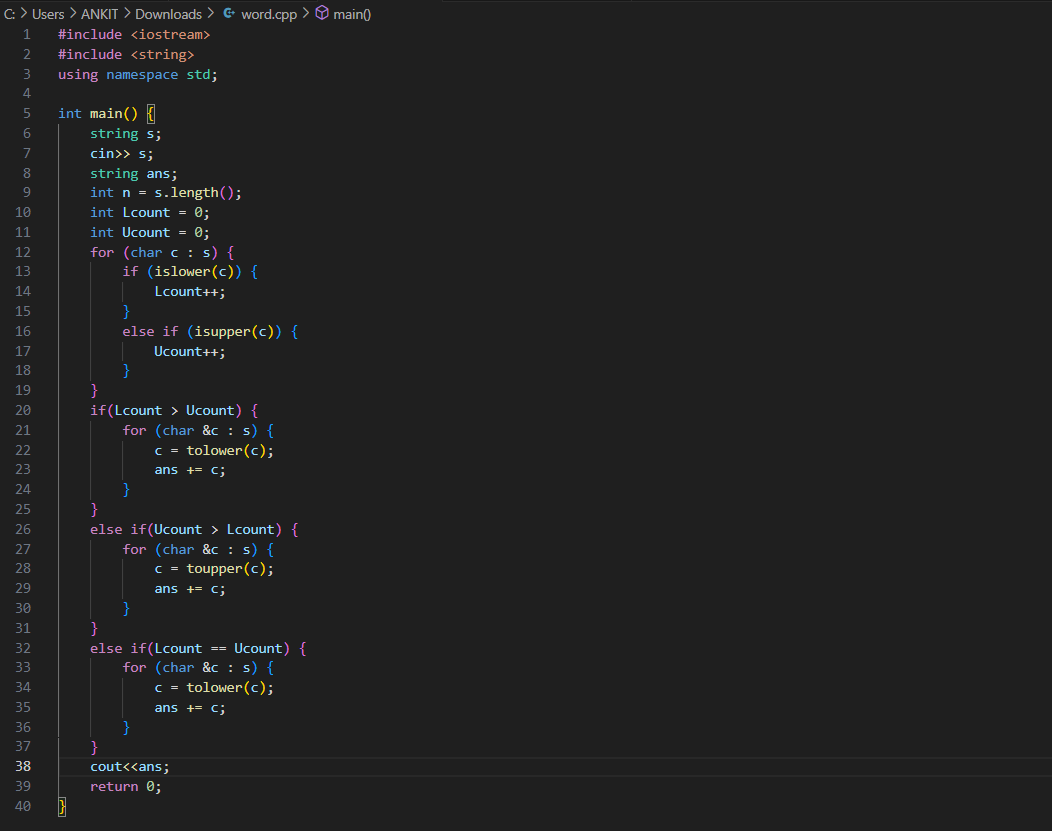 C: > Users > ANKIT > Downloads > word.cpp > main()
1 #include <iostream>
2 #include <string>
3 using namespace std;
4
5 int main() {
6     string s;
7     cin>> s;
8     string ans;
9     int n = s.length();
10     int Lcount = 0;
11     int Ucount = 0;
12     for (char c : s) {
13         if (islower(c)) {
14             Lcount++;
15         }
16         else if (isupper(c)) {
17             Ucount++;
18         }
19     }
20     if(Lcount > Ucount) {
21         for (char &c : s) {
22             c = tolower(c);
23             ans += c;
24         }
25     }
26     else if(Ucount > Lcount) {
27         for (char &c : s) {
28             c = toupper(c);
29             ans += c;
30         }
31     }
32     else if(Lcount == Ucount) {
33         for (char &c : s) {
34             c = tolower(c);
35             ans += c;
36         }
37     }
38     cout<<ans;
39     return 0;
40 }